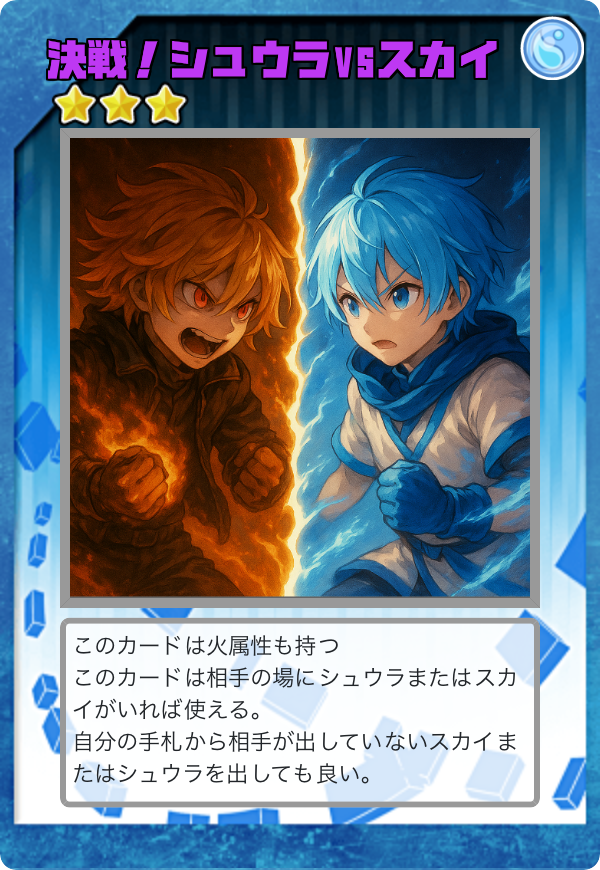 決戦！シュウラVSスカイ
このカードは火属性も持つ
このカードは相手の場にシュウラまたはスカ
イがいれば使える。
自分の手札から相手が出していないスカイま
たはシュウラを出しても良い。